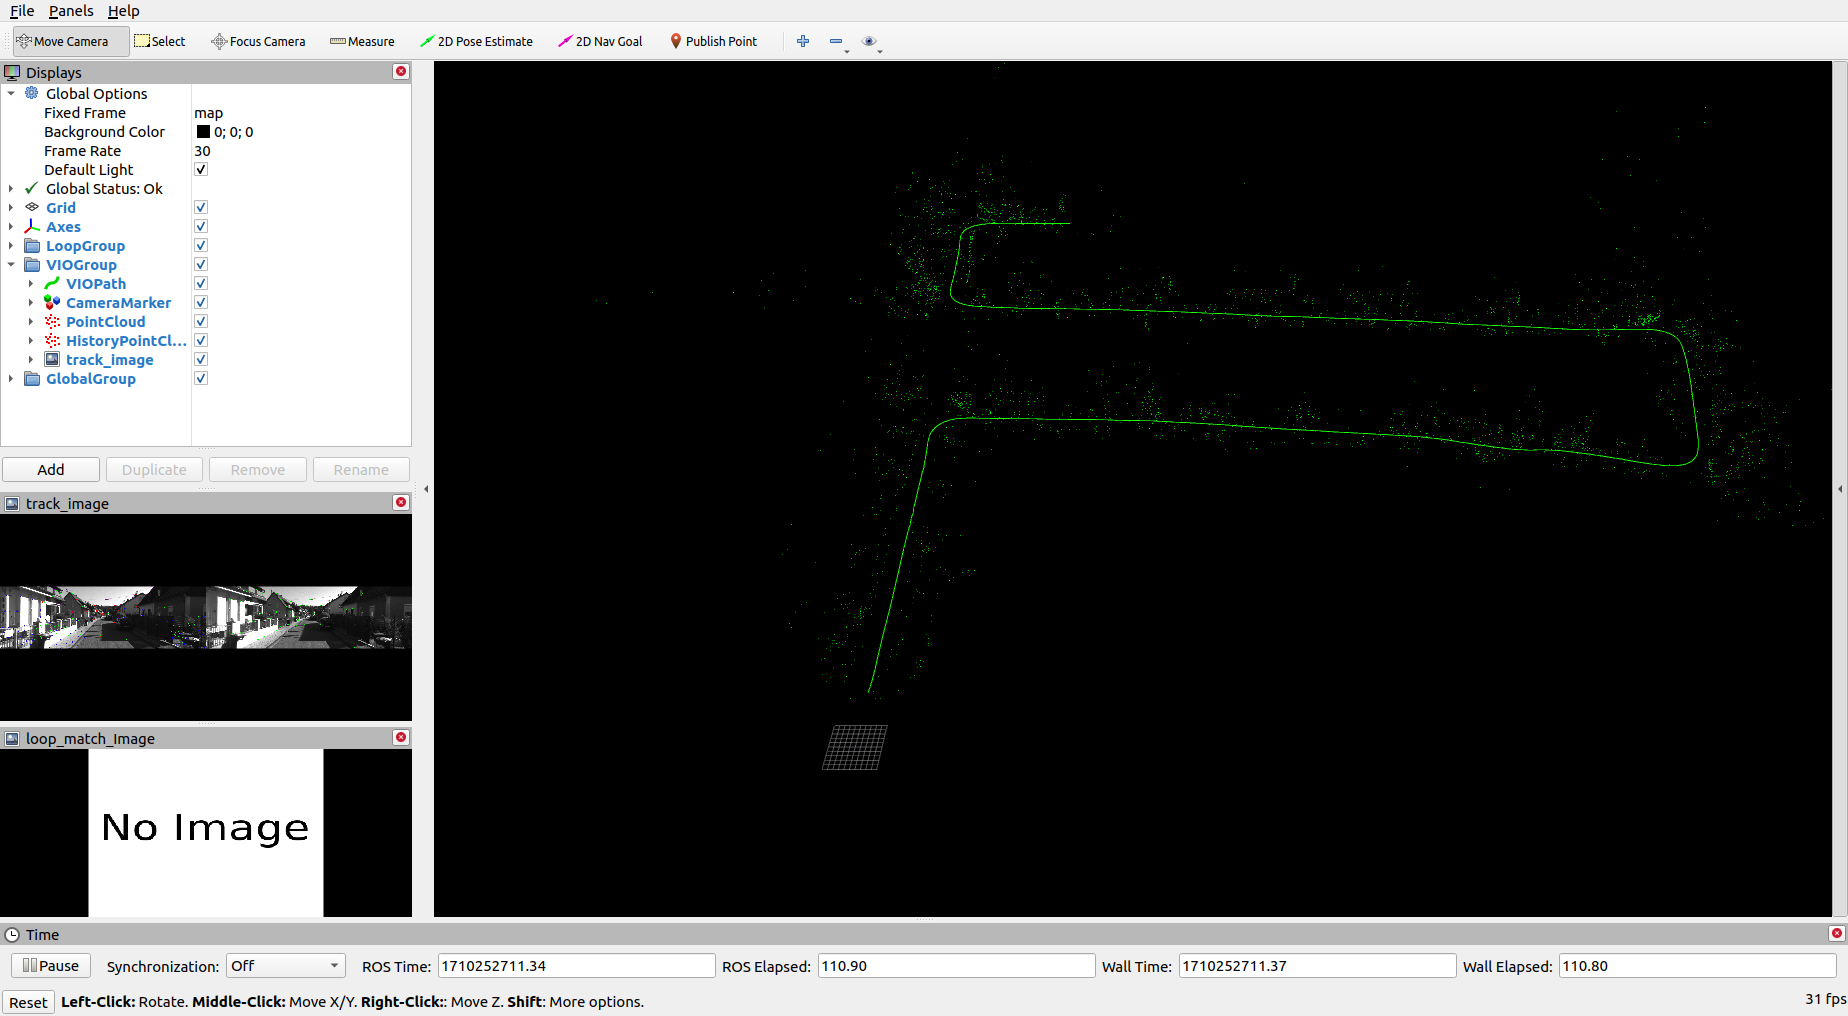 File Panels Help
Move Camera Select Focus Camera Measure 2D Pose Estimate 2D Nav Goal Publish Point
Displays
Global Options
Fixed Frame map
Background Color 0; 0; 0
Frame Rate 30
Default Light
Global Status: Ok
Grid
Axes
LoopGroup
VIOGroup
VIOPath
CameraMarker
PointCloud
HistoryPointCl...
track_image
GlobalGroup
Add Duplicate Remove Rename
track_image
loop_match_Image
No Image
Time
Pause Synchronization: Off ROS Time: 1710252711.34 ROS Elapsed: 110.90 Wall Time: 1710252711.37 Wall Elapsed: 110.80
Reset Left-Click: Rotate. Middle-Click: Move X/Y. Right-Click:: Move Z. Shift: More options. 31 fps